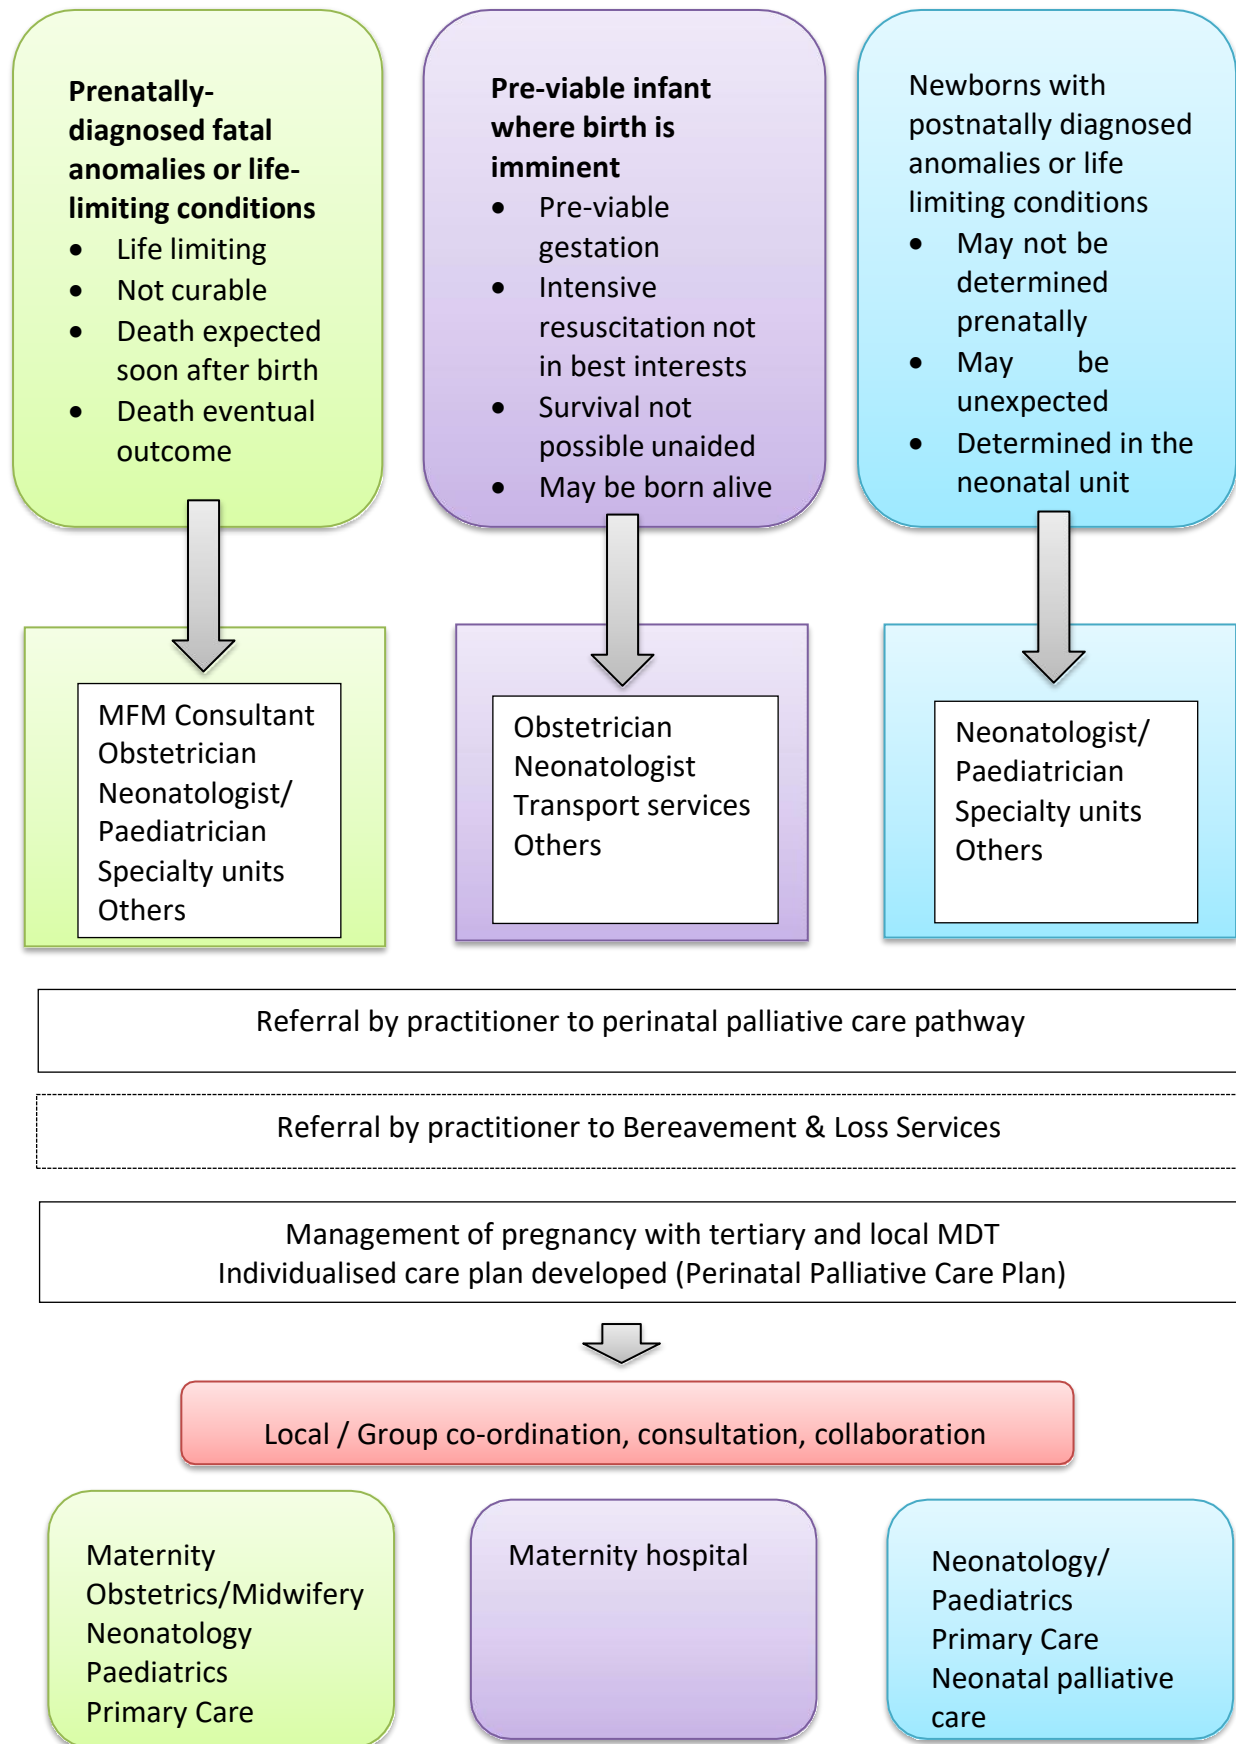 Prenatally-
diagnosed fatal
anomalies or life-
limiting conditions
• Life limiting
• Not curable
• Death expected
soon after birth
• Death eventual
outcome
Pre-viable infant
where birth is
imminent
• Pre-viable
gestation
• Intensive
resuscitation not
in best interests
• Survival not
possible unaided
• May be born alive
Newborns with
postnatally diagnosed
anomalies or life
limiting conditions
• May not be
determined
prenatally
• May be
unexpected
• Determined in the
neonatal unit
MFM Consultant
Obstetrician
Neonatologist/
Paediatrician
Specialty units
Others
Obstetrician
Neonatologist
Transport services
Others
Neonatologist/
Paediatrician
Specialty units
Others
Referral by practitioner to perinatal palliative care pathway
Referral by practitioner to Bereavement & Loss Services
Management of pregnancy with tertiary and local MDT
Individualised care plan developed (Perinatal Palliative Care Plan)
Local / Group co-ordination, consultation, collaboration
Maternity
Obstetrics/Midwifery
Neonatology
Paediatrics
Primary Care
Maternity hospital
Neonatology/
Paediatrics
Primary Care
Neonatal palliative
care